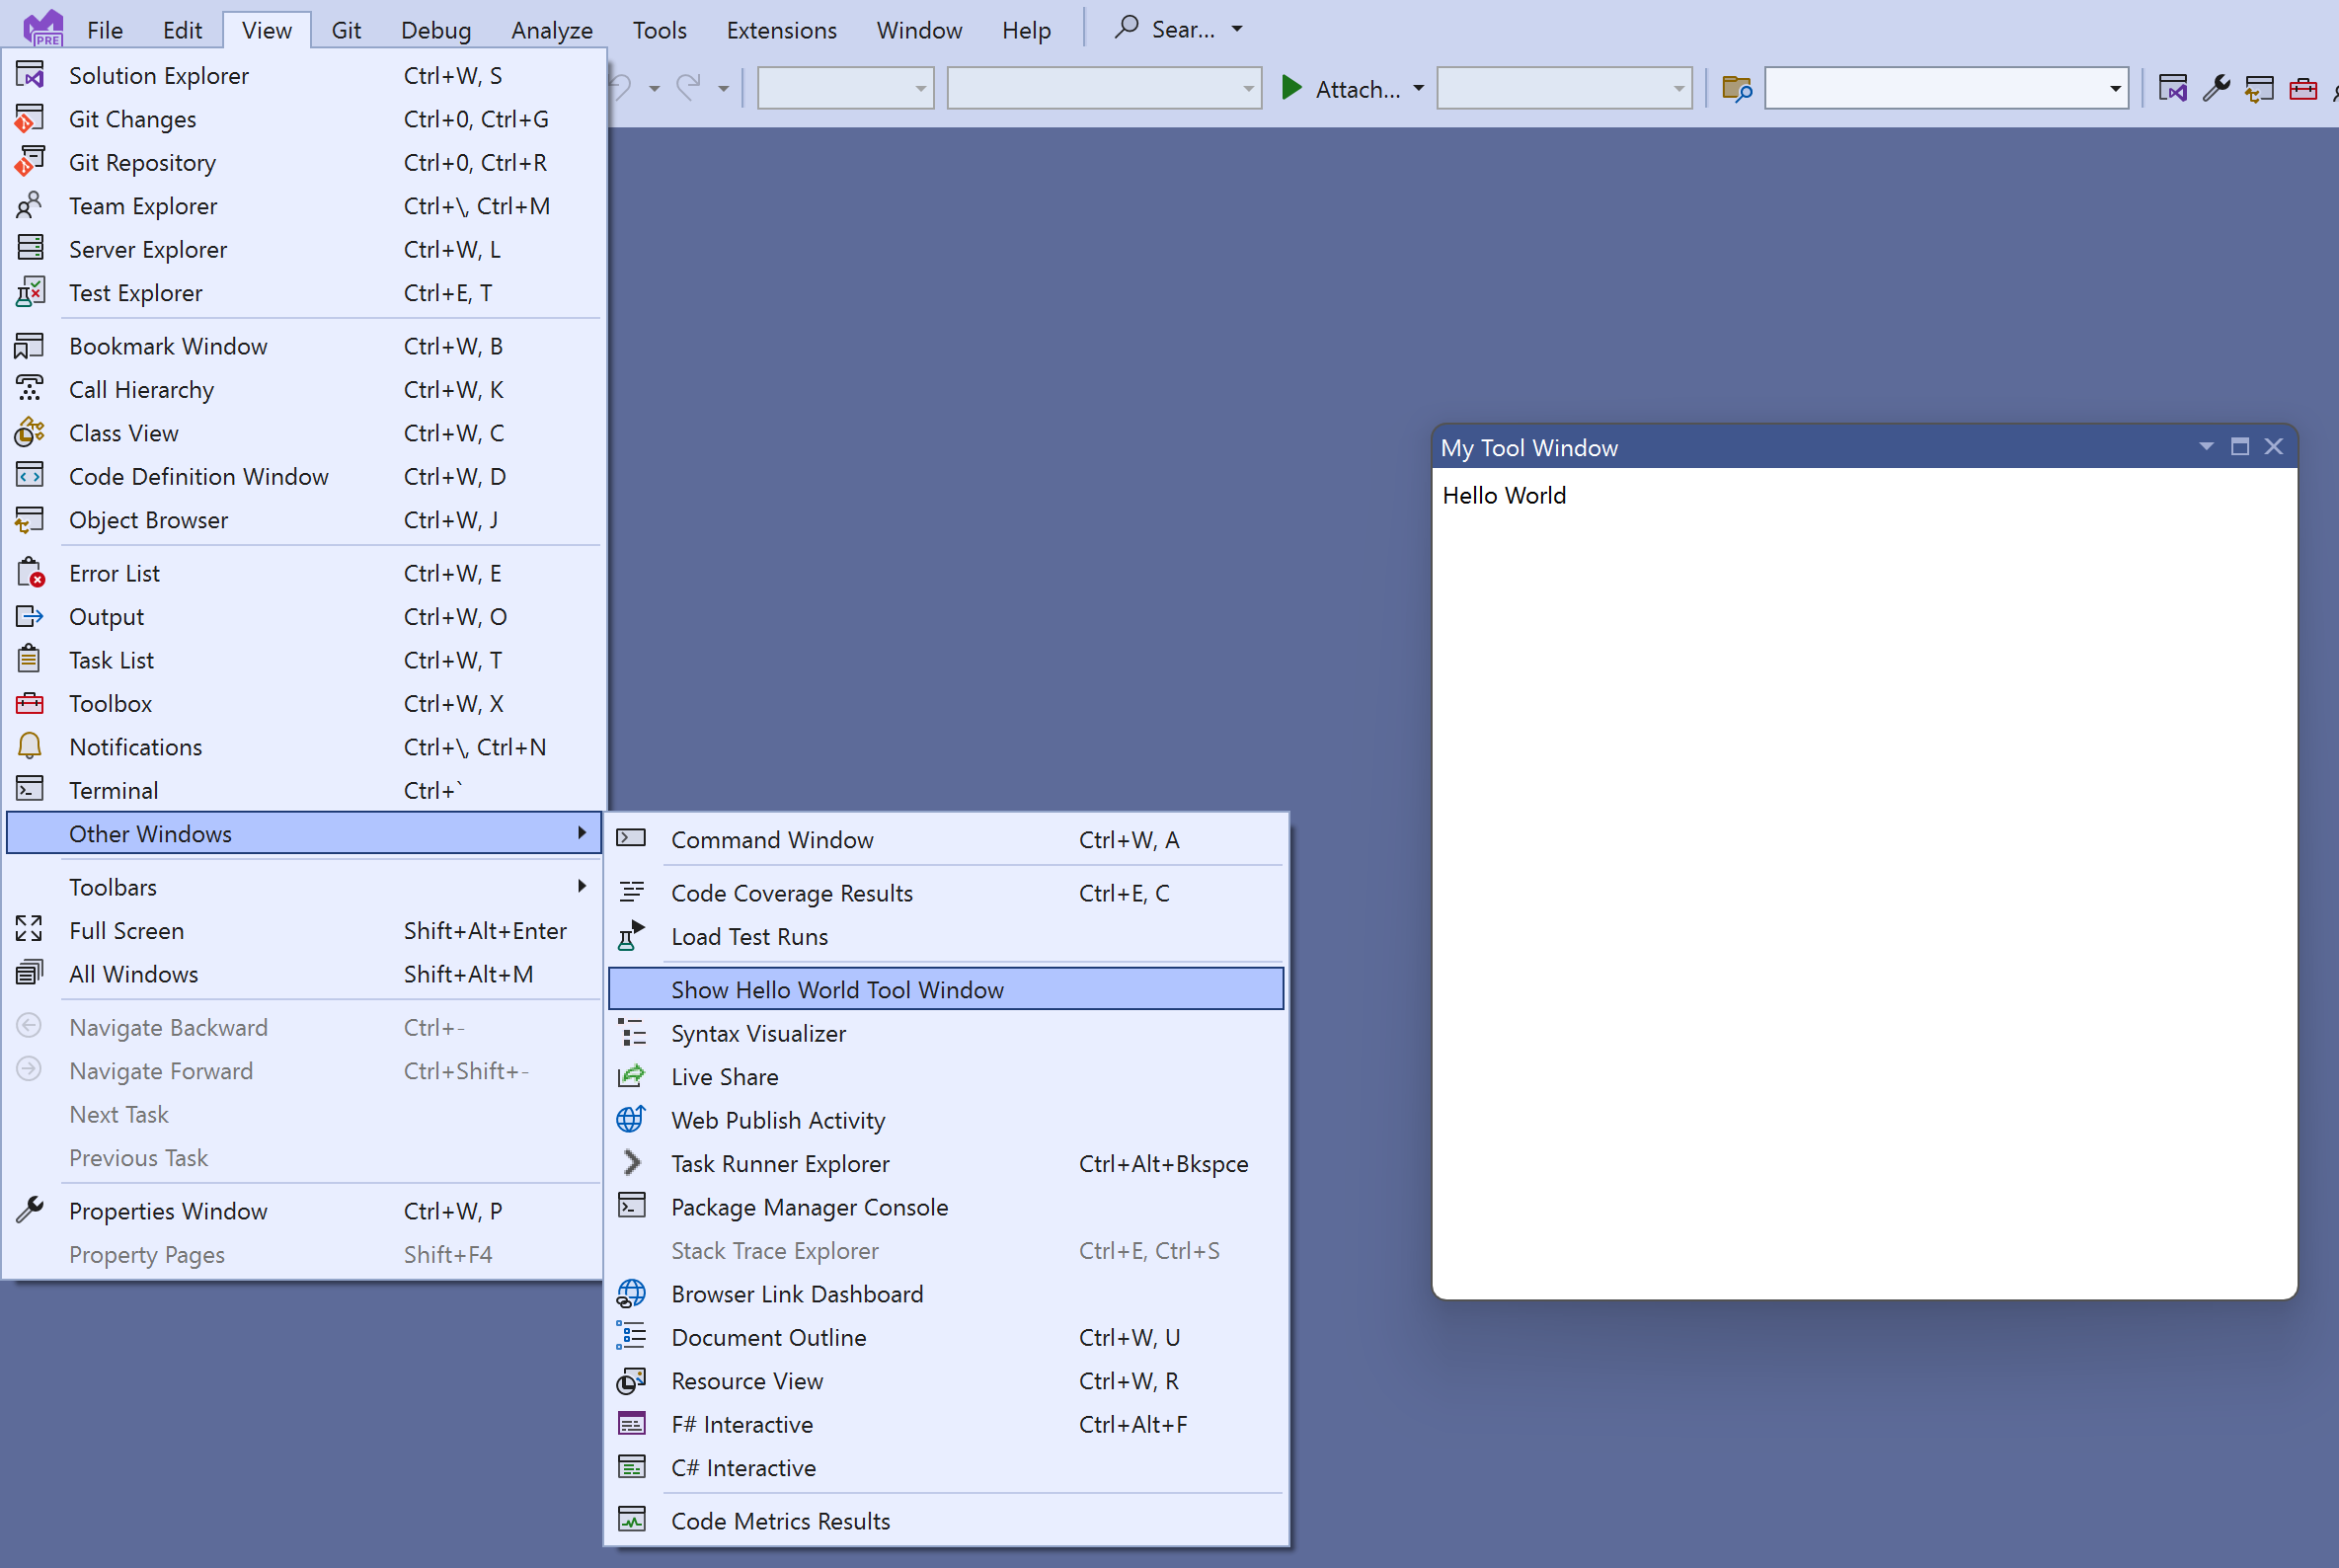 PRE File Edit View Git Debug Analyze Tools Extensions Window Help Sear...
Attach...
Solution Explorer Ctrl+W, S
Git Changes Ctrl+0, Ctrl+G
Git Repository Ctrl+0, Ctrl+R
Team Explorer Ctrl+\, Ctrl+M
Server Explorer Ctrl+W, L
Test Explorer Ctrl+E, T
Bookmark Window Ctrl+W, B
Call Hierarchy Ctrl+W, K
Class View Ctrl+W, C
Code Definition Window Ctrl+W, D
Object Browser Ctrl+W, J
Error List Ctrl+W, E
Output Ctrl+W, O
Task List Ctrl+W, T
Toolbox Ctrl+W, X
Notifications Ctrl+\, Ctrl+N
Terminal Ctrl+`
Other Windows
Toolbars
Full Screen Shift+Alt+Enter
All Windows Shift+Alt+M
Navigate Backward Ctrl+-
Navigate Forward Ctrl+Shift+-
Next Task
Previous Task
Properties Window Ctrl+W, P
Property Pages Shift+F4
Command Window Ctrl+W, A
Code Coverage Results Ctrl+E, C
Load Test Runs
Show Hello World Tool Window
Syntax Visualizer
Live Share
Web Publish Activity
Task Runner Explorer Ctrl+Alt+Bkspce
Package Manager Console
Stack Trace Explorer Ctrl+E, Ctrl+S
Browser Link Dashboard
Document Outline Ctrl+W, U
Resource View Ctrl+W, R
F# Interactive Ctrl+Alt+F
C# Interactive
Code Metrics Results
My Tool Window
Hello World